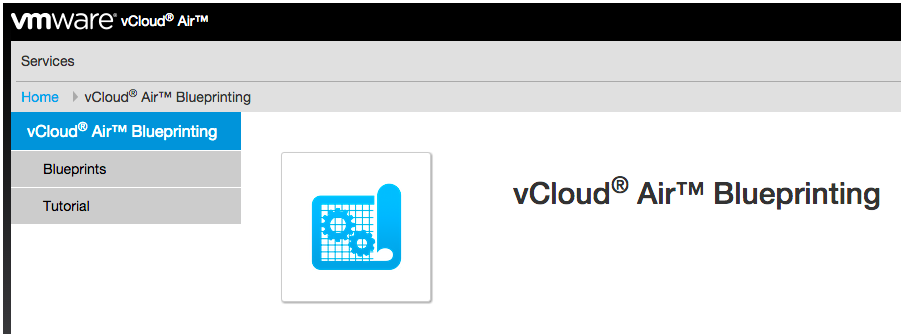 vmware® vCloud® Air™
Services
Home vCloud® Air™ Blueprinting
vCloud® Air™ Blueprinting
Blueprints
Tutorial
vCloud® Air™ Blueprinting